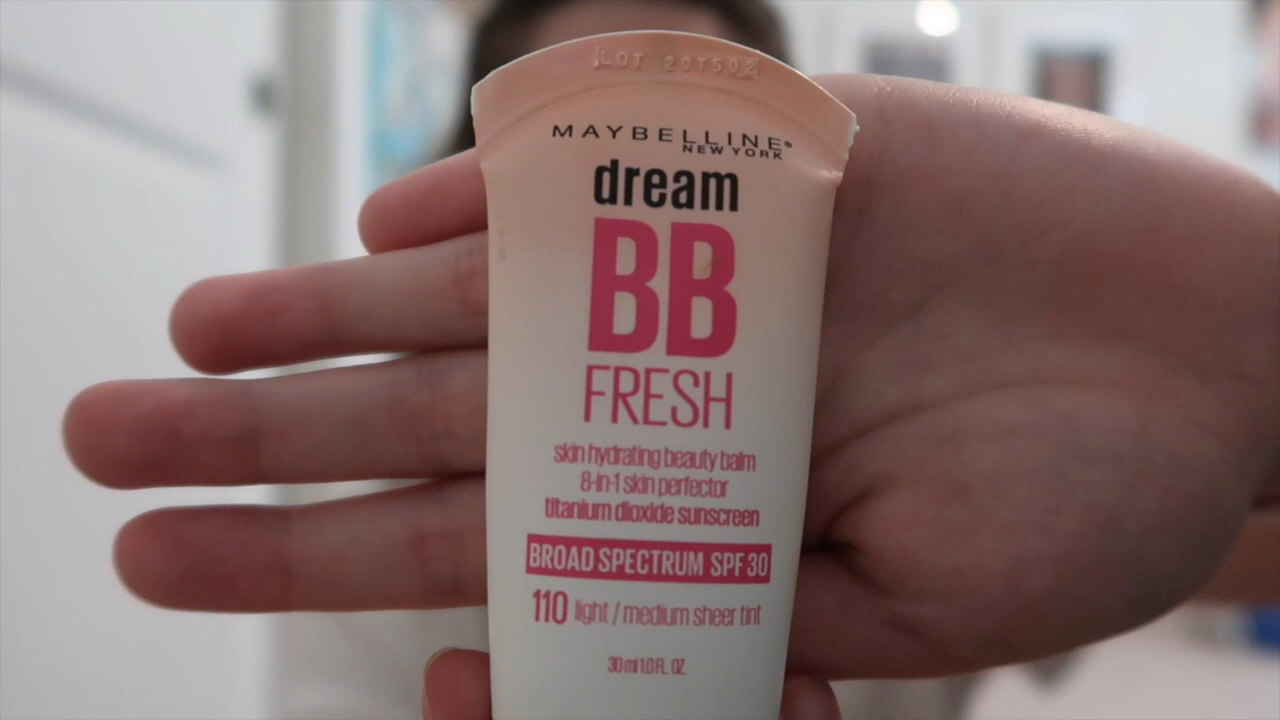 LOT 20T502
MAYBELLINE®
NEW YORK
dream
BB
FRESH
skin hydrating beauty balm
8-in-1 skin perfector
titanium dioxide sunscreen
BROAD SPECTRUM SPF 30
110 light / medium sheer tint
30 ml 1.0 FL. OZ.